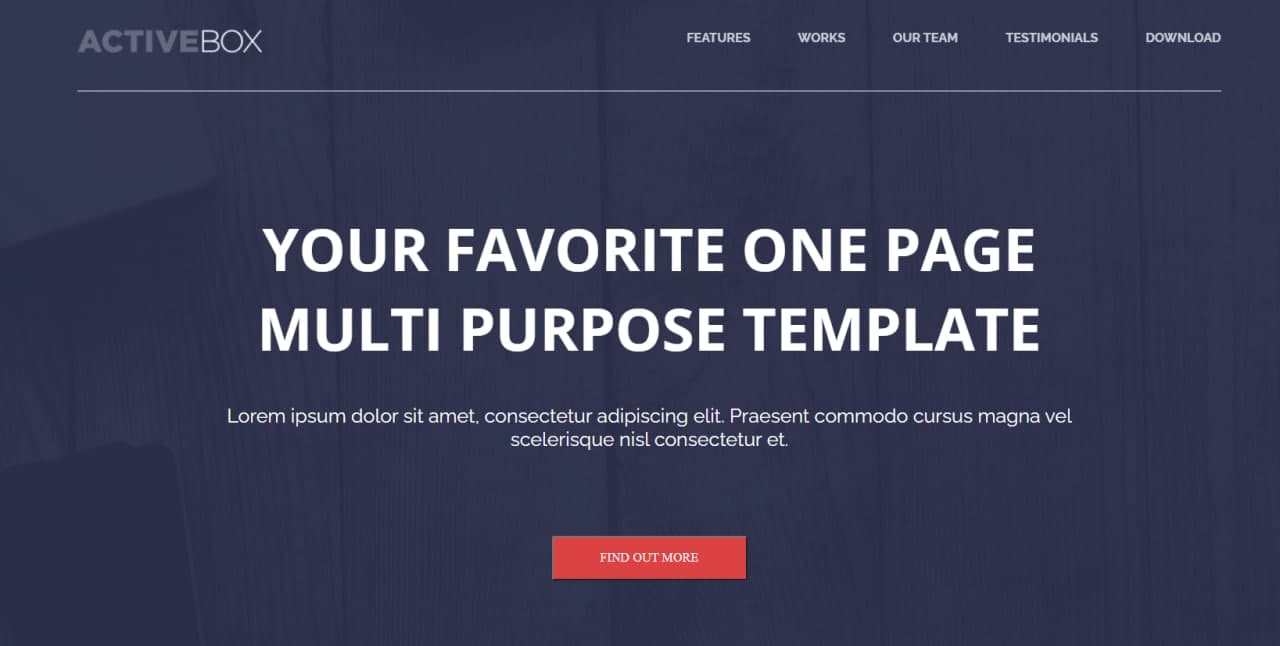 ACTIVEBOX
FEATURES WORKS OUR TEAM TESTIMONIALS DOWNLOAD
YOUR FAVORITE ONE PAGE
MULTI PURPOSE TEMPLATE
Lorem ipsum dolor sit amet, consectetur adipiscing elit. Praesent commodo cursus magna vel
scelerisque nisl consectetur et.
FIND OUT MORE